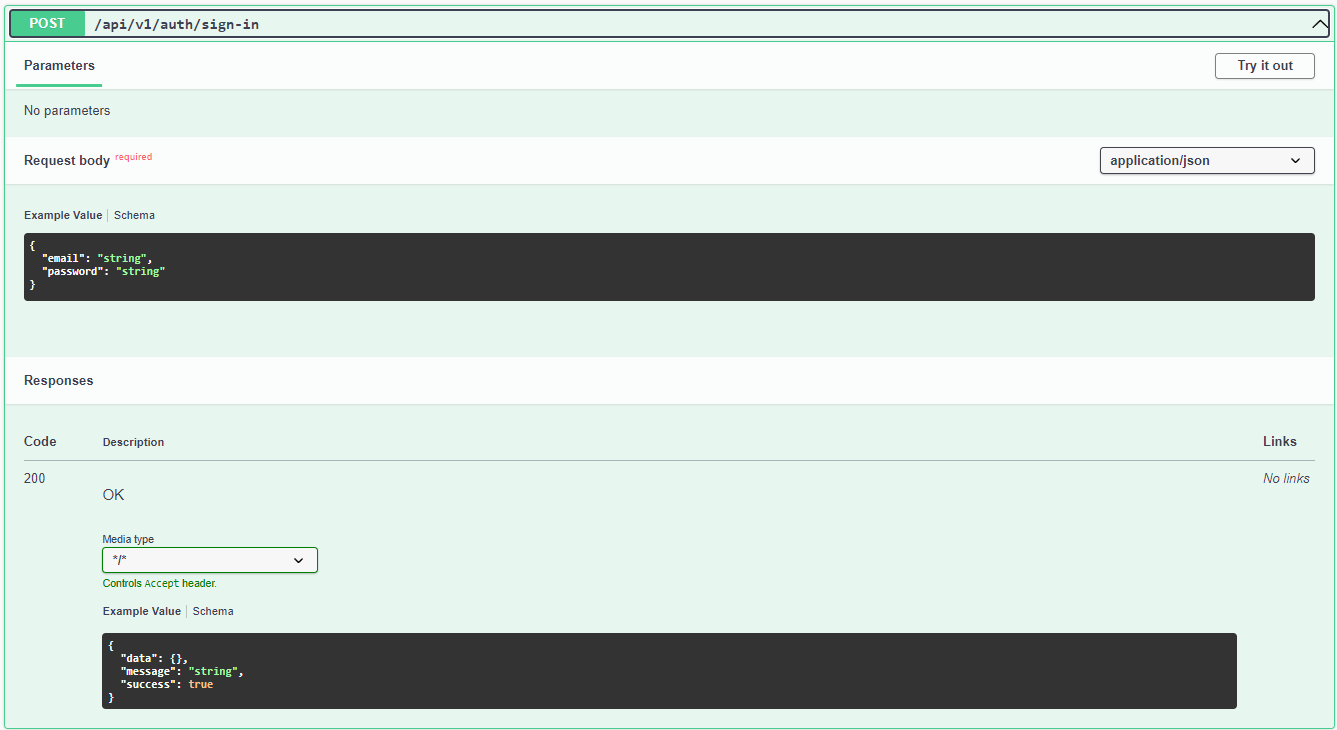 POST /api/v1/auth/sign-in
Parameters
Try it out
No parameters
Request body required
application/json
Example Value | Schema
{
  "email": "string",
  "password": "string"
}
Responses
Code Description Links
200 No links
OK
Media type
*/*
Controls Accept header.
Example Value | Schema
{
  "data": {},
  "message": "string",
  "success": true
}